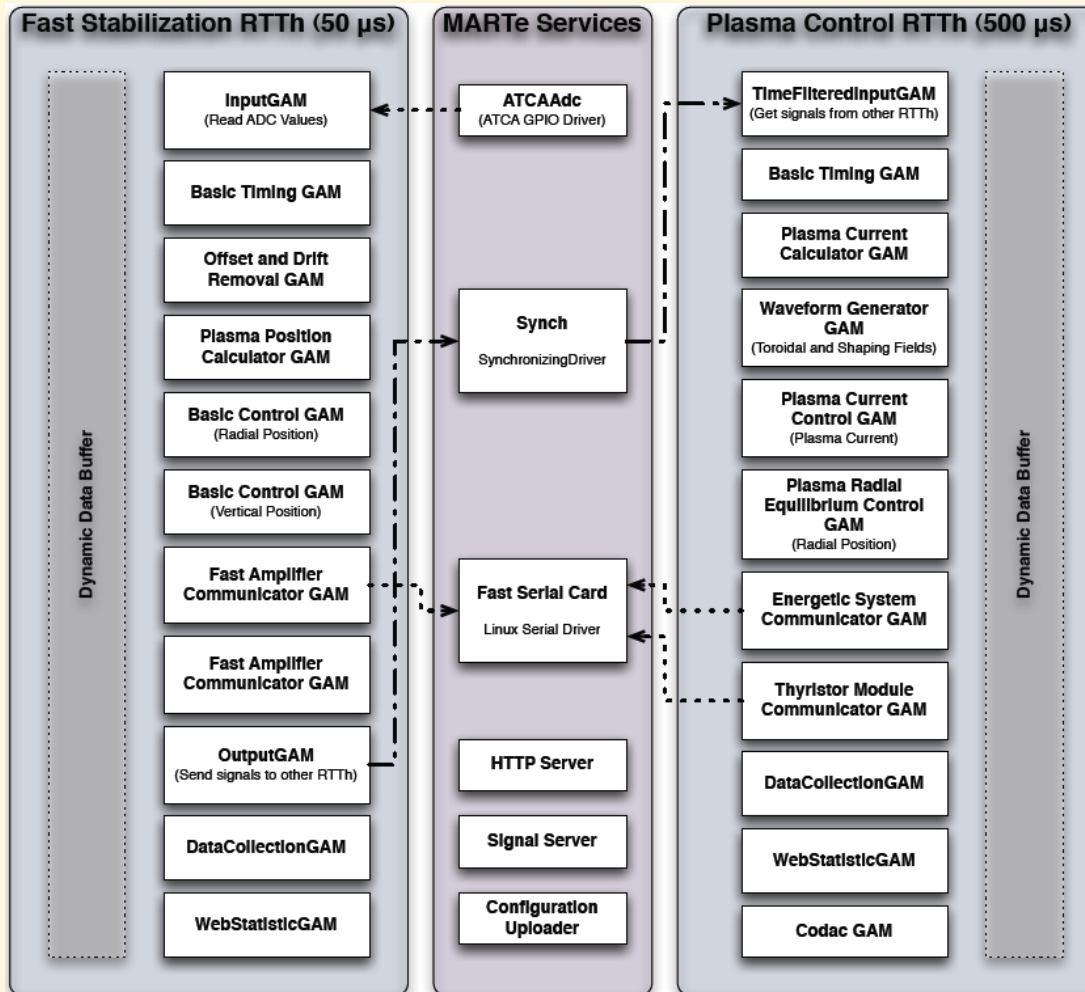 Fast Stabilization RTTh (50 µs)
Dynamic Data Buffer
InputGAM
(Read ADC Values)
Basic Timing GAM
Offset and Drift
Removal GAM
Plasma Position
Calculator GAM
Basic Control GAM
(Radial Position)
Basic Control GAM
(Vertical Position)
Fast Amplifier
Communicator GAM
Fast Amplifier
Communicator GAM
OutputGAM
(Send signals to other RTTh)
DataCollectionGAM
WebStatisticGAM
MARTe Services
ATCAAdc
(ATCA GPIO Driver)
Synch
SynchronizingDriver
Fast Serial Card
Linux Serial Driver
HTTP Server
Signal Server
Configuration
Uploader
Plasma Control RTTh (500 µs)
TimeFilteredInputGAM
(Get signals from other RTTh)
Basic Timing GAM
Plasma Current
Calculator GAM
Waveform Generator
GAM
(Toroidal and Shaping Fields)
Plasma Current
Control GAM
(Plasma Current)
Plasma Radial
Equilibrium Control
GAM
(Radial Position)
Energetic System
Communicator GAM
Thyristor Module
Communicator GAM
DataCollectionGAM
WebStatisticGAM
Codac GAM
Dynamic Data Buffer